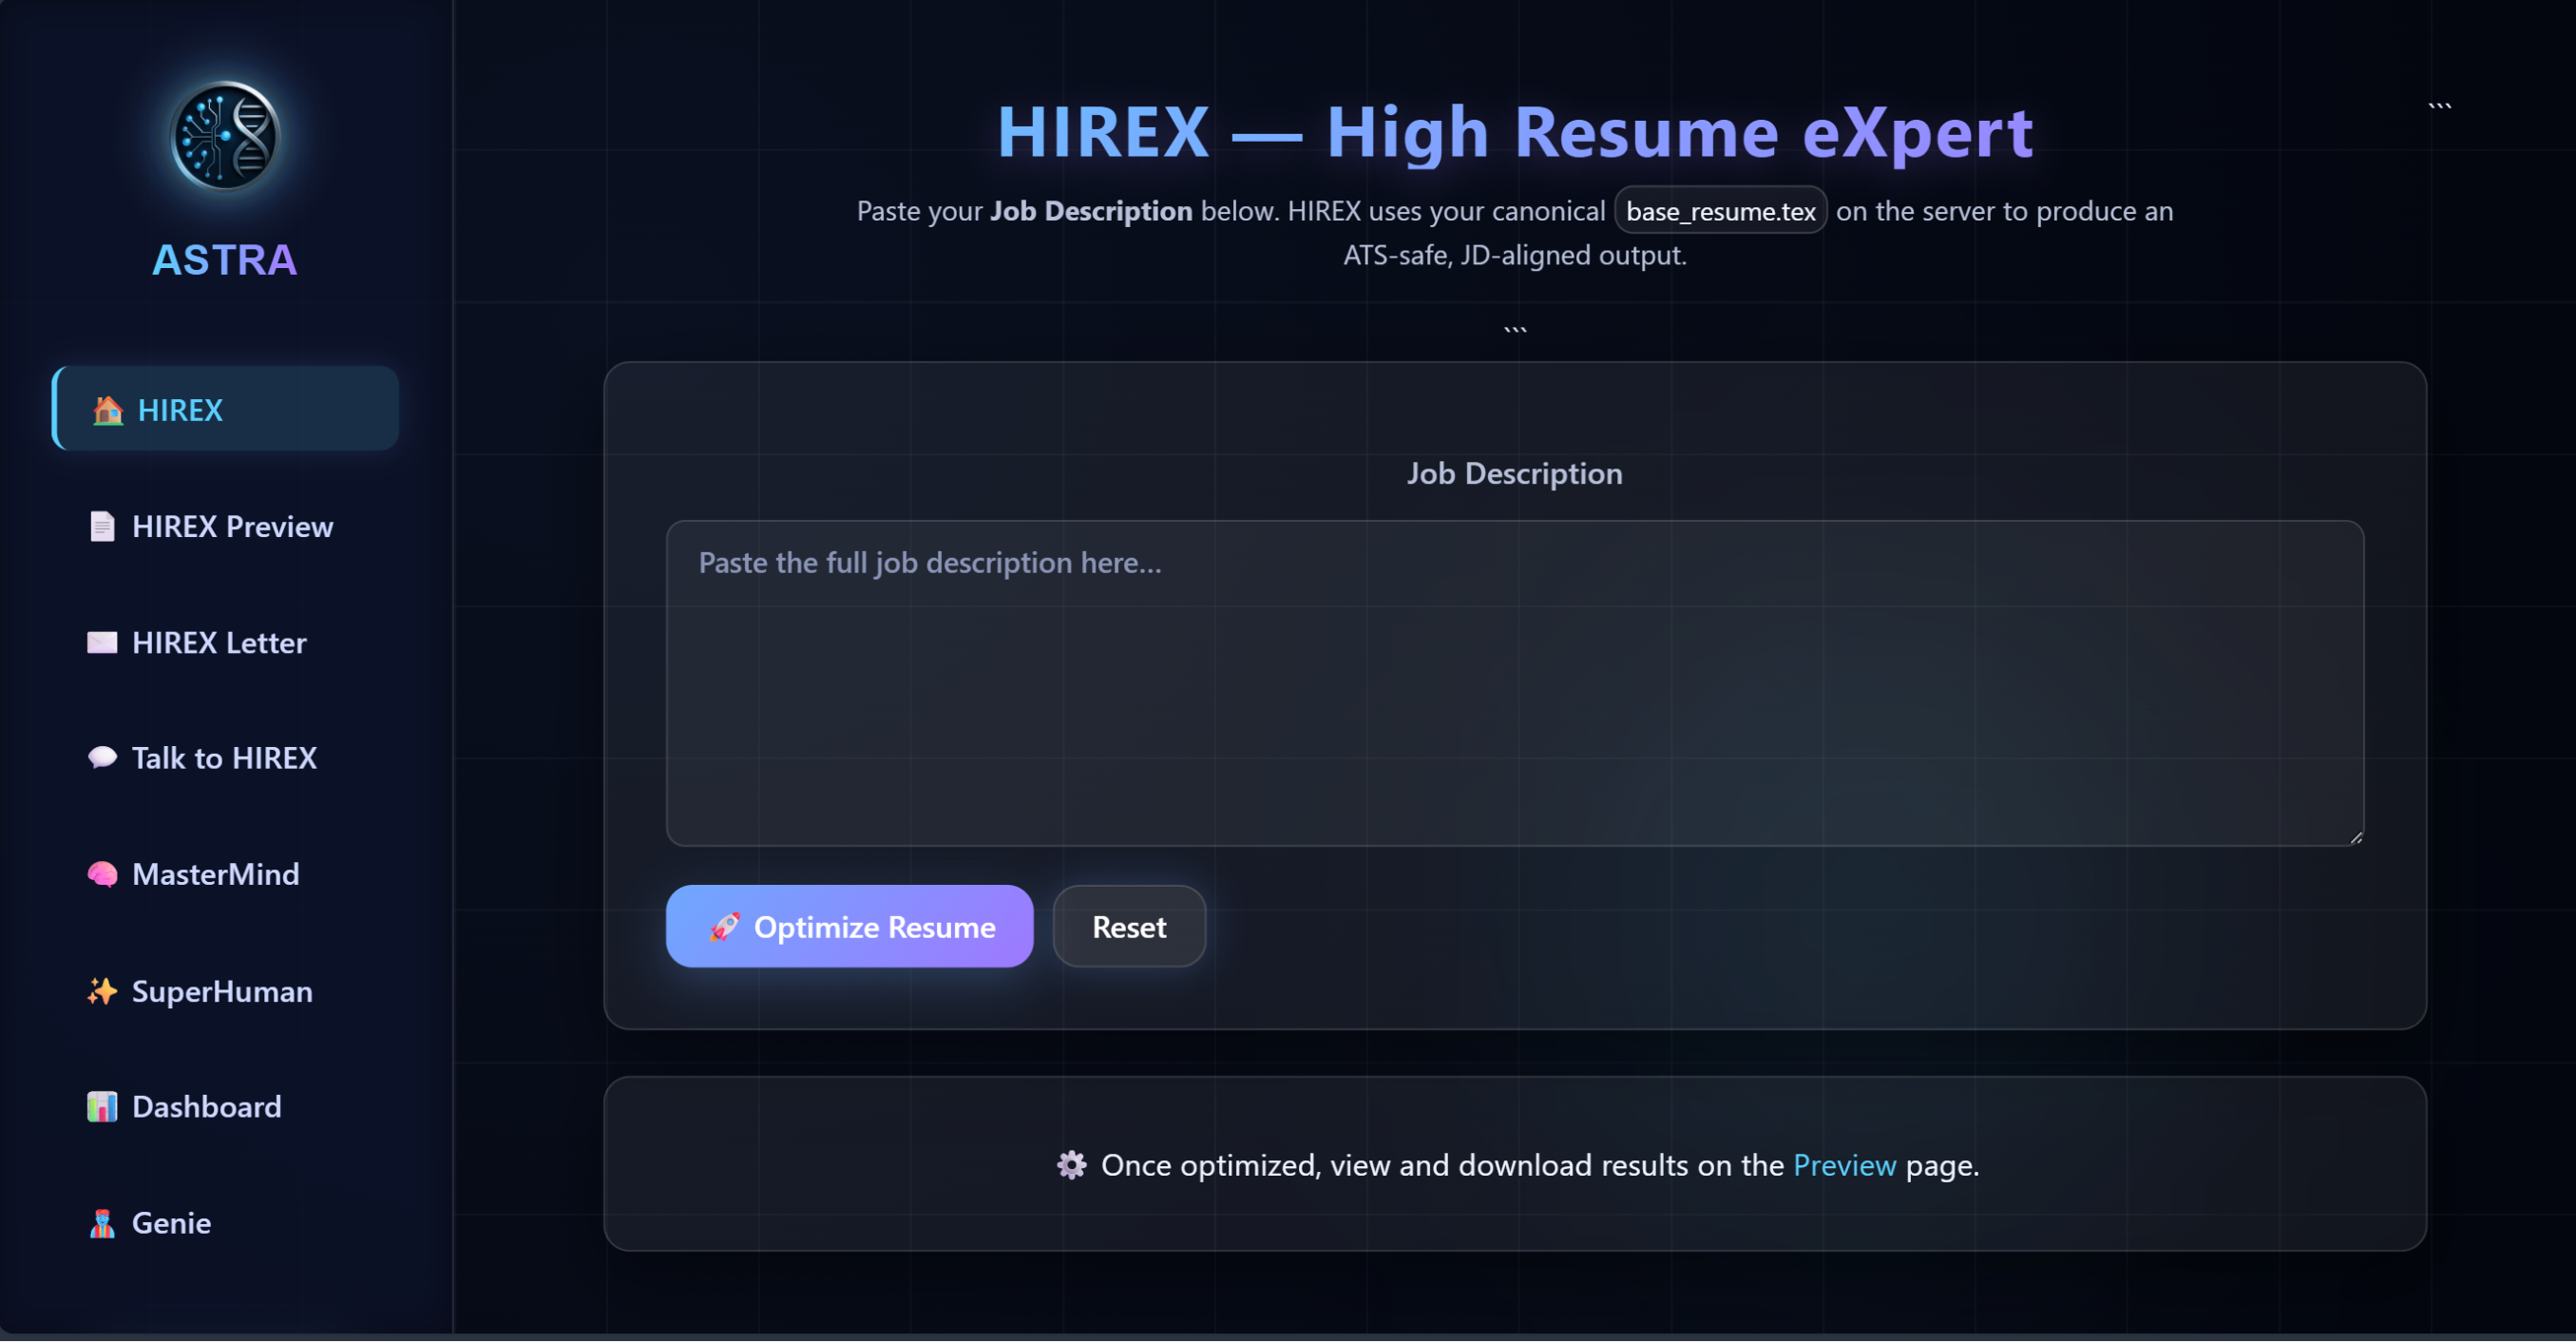 ASTRA
🏠 HIREX
📄 HIREX Preview
✉️ HIREX Letter
💬 Talk to HIREX
🧠 MasterMind
✨ SuperHuman
📊 Dashboard
🧞 Genie
HIREX — High Resume eXpert
```
Paste your Job Description below. HIREX uses your canonical base_resume.tex on the server to produce an
ATS-safe, JD-aligned output.
```
Job Description
Paste the full job description here...
🚀 Optimize Resume
Reset
⚙️ Once optimized, view and download results on the Preview page.